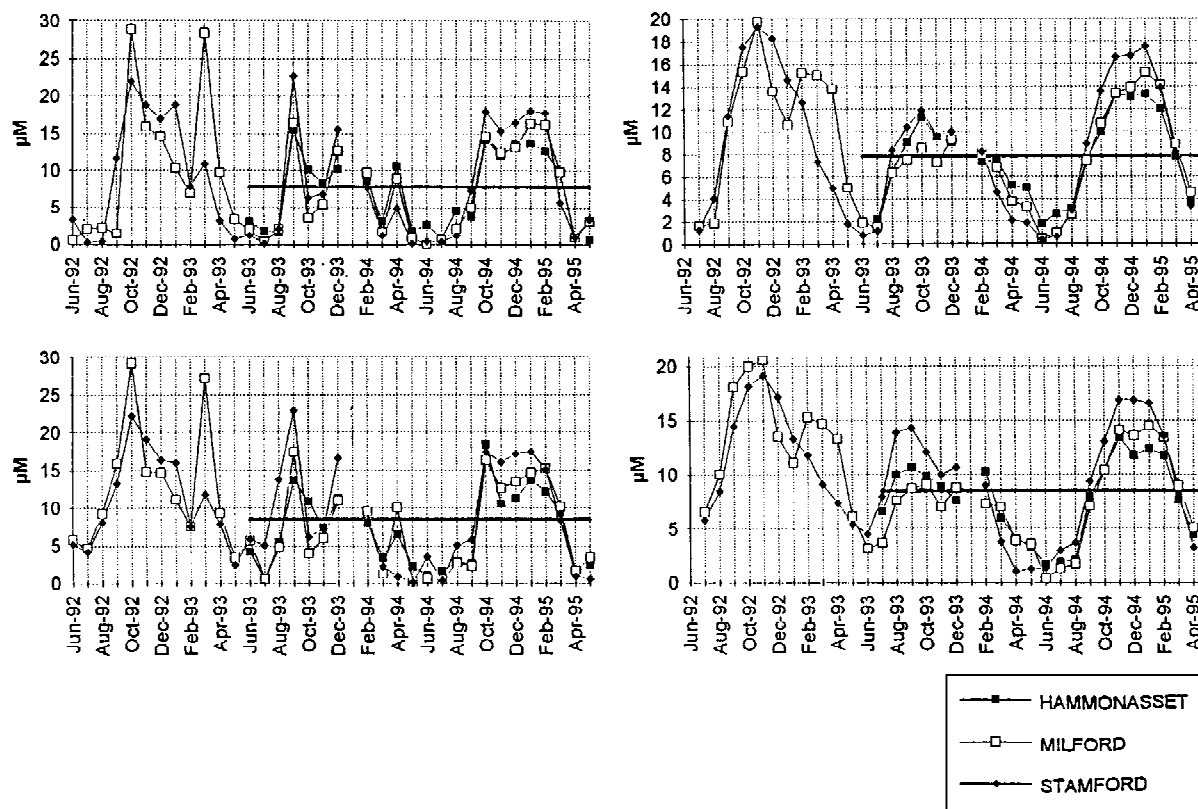 30
25
20
15
10
5
0
µM
Jun-92 Aug-92 Oct-92 Dec-92 Feb-93 Apr-93 Jun-93 Aug-93 Oct-93 Dec-93 Feb-94 Apr-94 Jun-94 Aug-94 Oct-94 Dec-94 Feb-95 Apr-95
20
18
16
14
12
10
8
6
4
2
0
µM
Jun-92 Aug-92 Oct-92 Dec-92 Feb-93 Apr-93 Jun-93 Aug-93 Oct-93 Dec-93 Feb-94 Apr-94 Jun-94 Aug-94 Oct-94 Dec-94 Feb-95 Apr-95
30
25
20
15
10
5
0
µM
Jun-92 Aug-92 Oct-92 Dec-92 Feb-93 Apr-93 Jun-93 Aug-93 Oct-93 Dec-93 Feb-94 Apr-94 Jun-94 Aug-94 Oct-94 Dec-94 Feb-95 Apr-95
20
15
10
5
0
µM
Jun-92 Aug-92 Oct-92 Dec-92 Feb-93 Apr-93 Jun-93 Aug-93 Oct-93 Dec-93 Feb-94 Apr-94 Jun-94 Aug-94 Oct-94 Dec-94 Feb-95 Apr-95
HAMMONASSET
MILFORD
STAMFORD